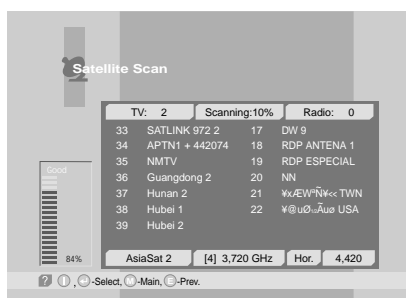 Satellite Scan
TV: 2 Scanning:10% Radio: 0
33 SATLINK 972 2 17 DW 9
34 APTN1 + 442074 18 RDP ANTENA 1
35 NMTV 19 RDP ESPECIAL
36 Guangdong 2 20 NN
37 Hunan 2 21 ¥xÆWºÑ¥<< TWN
38 Hubei 1 22 USA
39 Hubei 2
Good
84%
AsiaSat 2 [4] 3,720 GHz Hor. 4,420
-Select, -Main, -Prev.